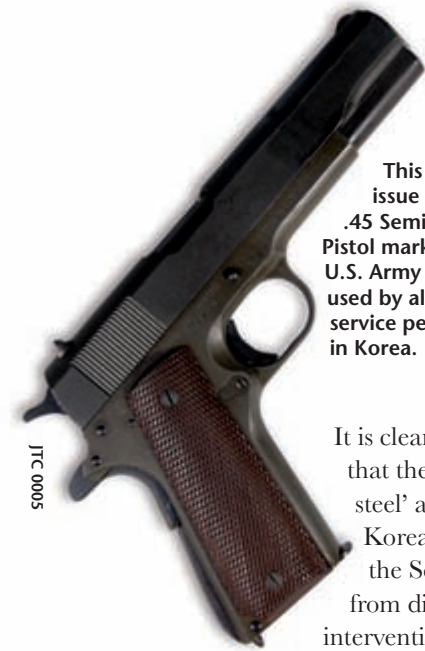 This
issue
.45 Semi
Pistol mark
U.S. Army
used by al
service pe
in Korea.
JTC 0005
It is clear
that the
steel' a
Korea
the Se
from di
interventi